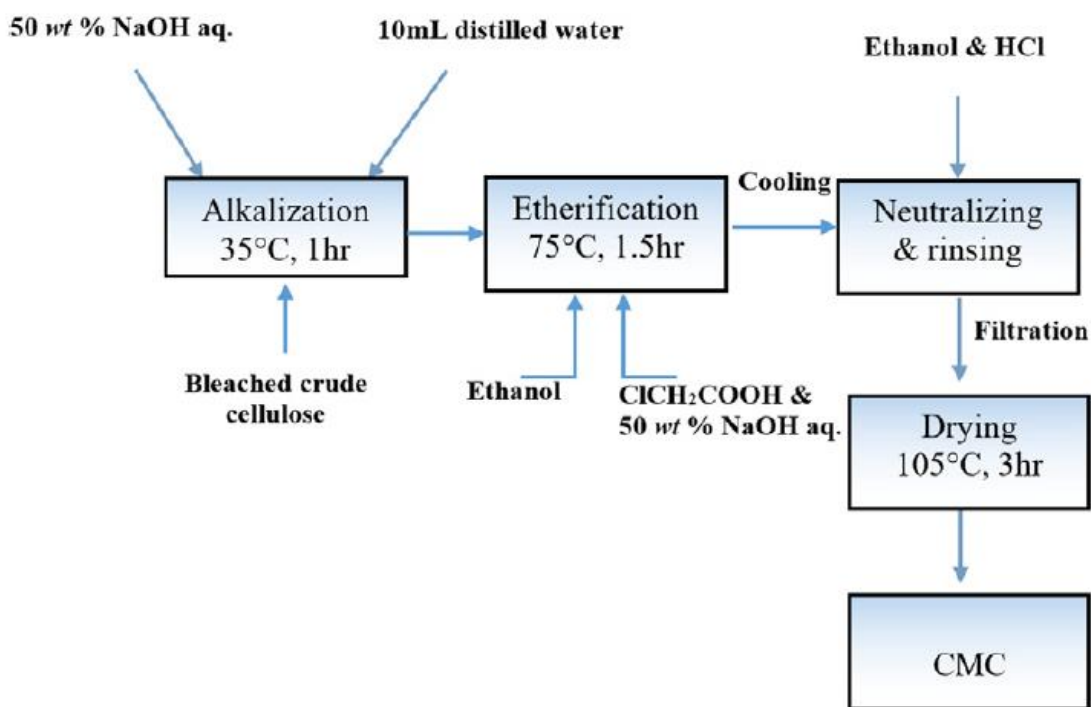 50 wt % NaOH aq.
10mL distilled water
Ethanol & HCl
Alkalization
35°C, 1hr
Etherification
75°C, 1.5hr
Cooling
Neutralizing
& rinsing
Bleached crude
cellulose
Ethanol
ClCH₂COOH &
50 wt % NaOH aq.
Filtration
Drying
105°C, 3hr
CMC